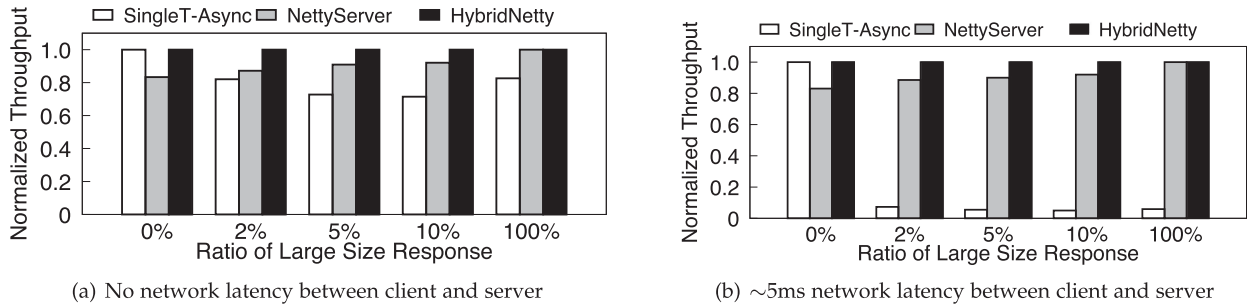 SingleT-Async NettyServer HybridNetty
Normalized Throughput
1.0
0.8
0.6
0.4
0.2
0
0% 2% 5% 10% 100%
Ratio of Large Size Response
(a) No network latency between client and server
SingleT-Async NettyServer HybridNetty
Normalized Throughput
1.0
0.8
0.6
0.4
0.2
0
0% 2% 5% 10% 100%
Ratio of Large Size Response
(b) ∼5ms network latency between client and server